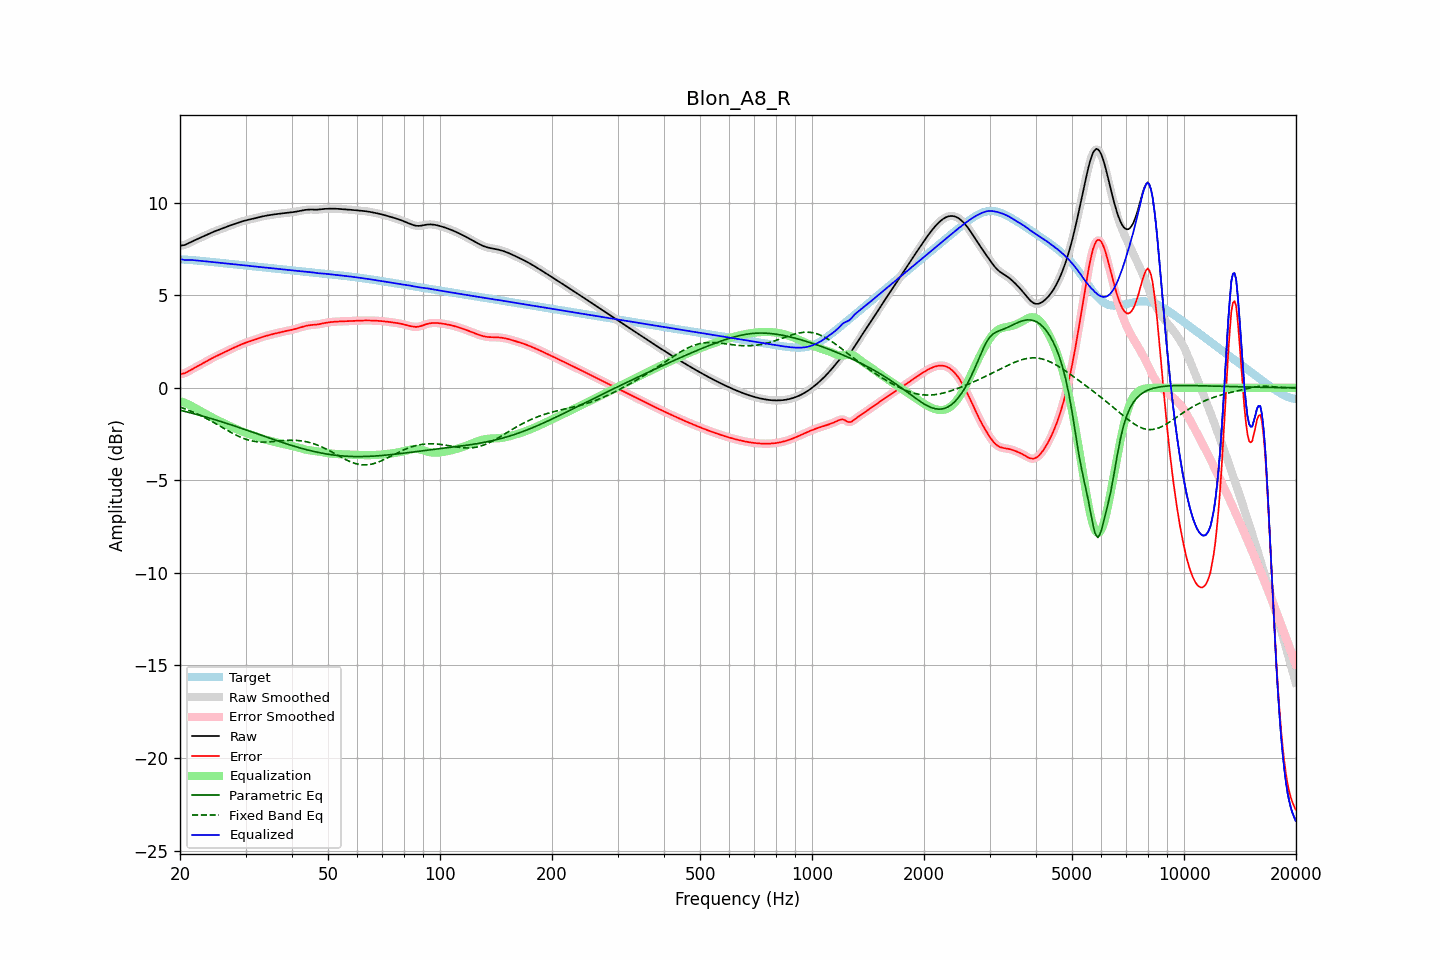 Blon_A8_R
10
5
0
−5
−10
−15
−20
−25
Amplitude (dBr)
Target
Raw Smoothed
Error Smoothed
Raw
Error
Equalization
Parametric Eq
Fixed Band Eq
Equalized
20 50 100 200 500 1000 2000 5000 10000 20000
Frequency (Hz)